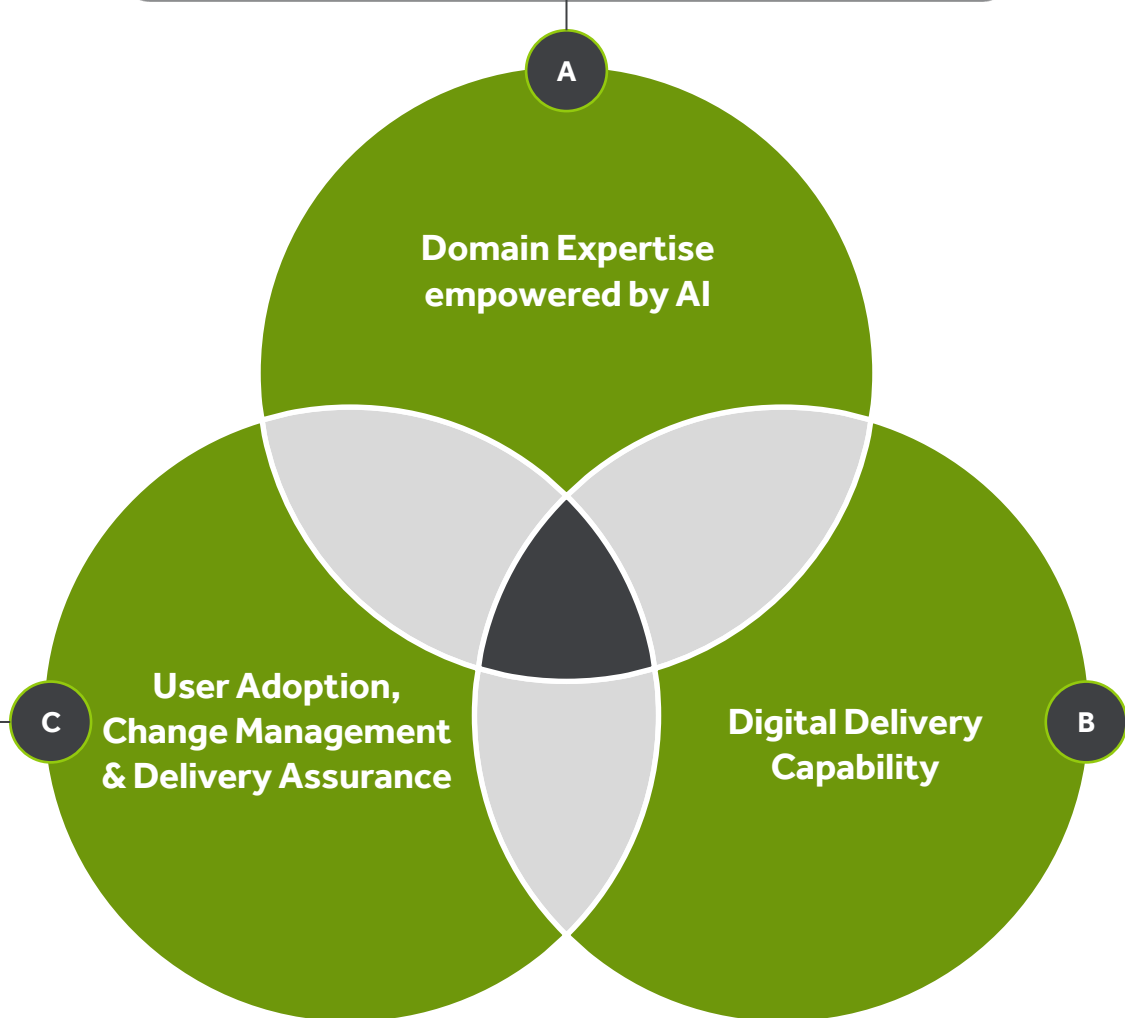 A
Domain Expertise
empowered by AI
User Adoption,
Change Management
& Delivery Assurance
C
Digital Delivery
Capability
B